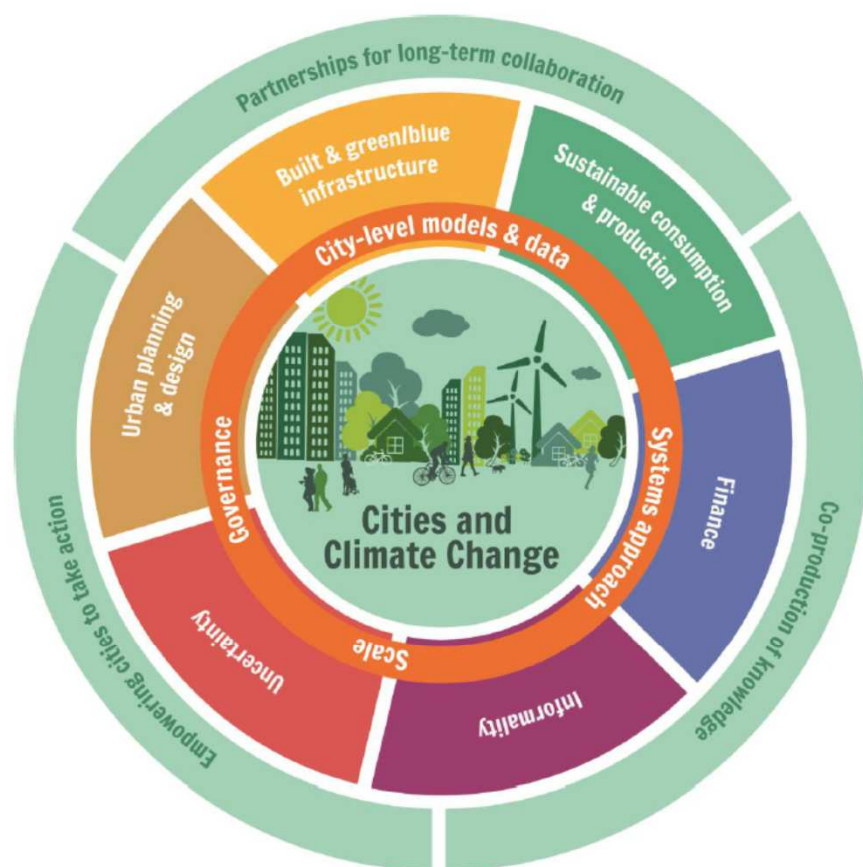 Partnerships for long-term collaboration
Built & green/blue
infrastructure
Sustainable consumption
& production
City-level models & data
Urban planning
& design
Governance
Systems approach
Finance
Cities and
Climate Change
Scale
Uncertainty
Informality
Empowering cities to take action
Co-production of knowledge